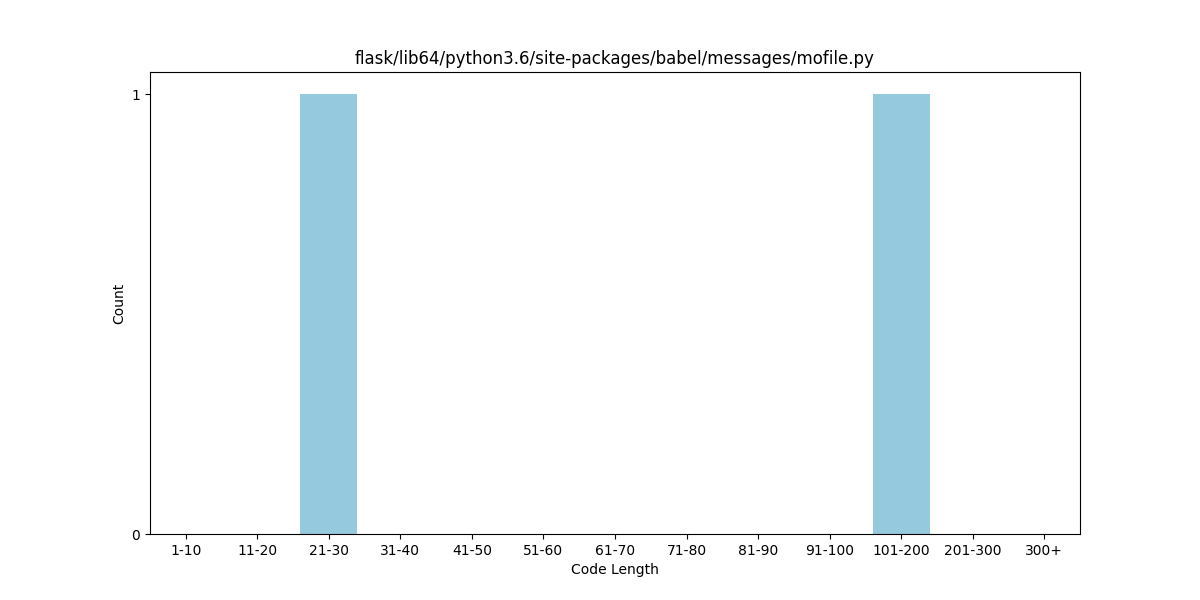 flask/lib64/python3.6/site-packages/babel/messages/mofile.py
1
Count
0
1-10 11-20 21-30 31-40 41-50 51-60 61-70 71-80 81-90 91-100 101-200 201-300 300+
Code Length